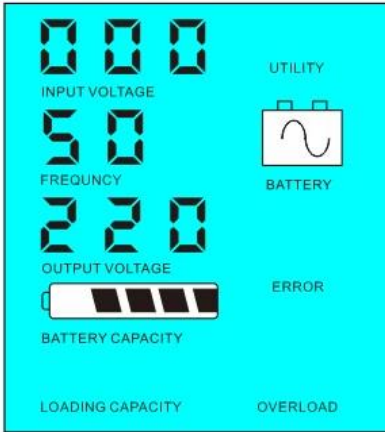 000
UTILITY
INPUT VOLTAGE
50
FREQUNCY
BATTERY
220
OUTPUT VOLTAGE
ERROR
BATTERY CAPACITY
LOADING CAPACITY
OVERLOAD